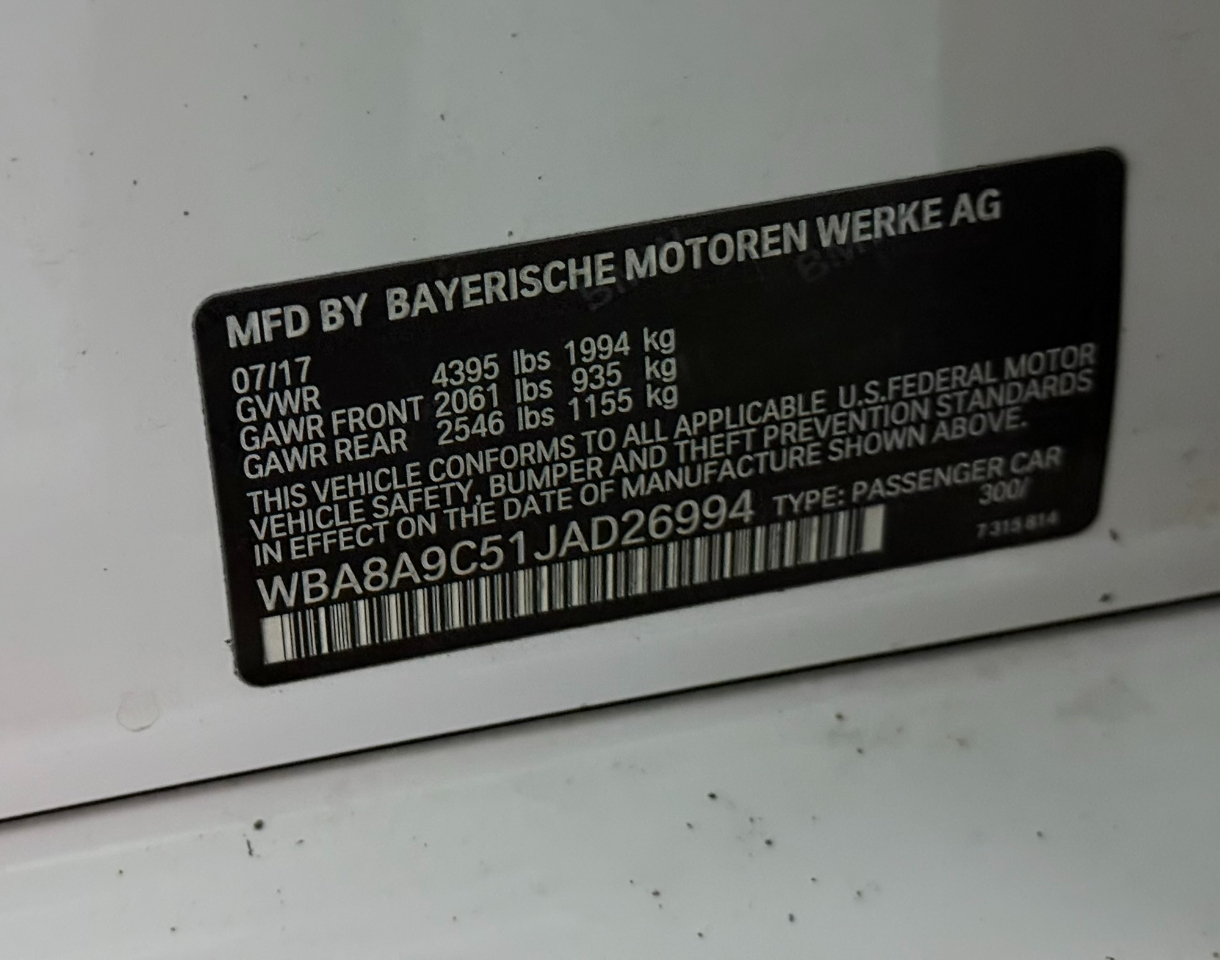 MFD BY BAYERISCHE MOTOREN WERKE AG
07/17
GVWR 4395 lbs 1994 kg
GAWR FRONT 2061 lbs 935 kg
GAWR REAR 2546 lbs 1155 kg
THIS VEHICLE CONFORMS TO ALL APPLICABLE U.S.FEDERAL MOTOR
VEHICLE SAFETY, BUMPER AND THEFT PREVENTION STANDARDS
IN EFFECT ON THE DATE OF MANUFACTURE SHOWN ABOVE.
WBA8A9C51JAD26994 TYPE: PASSENGER CAR
300/
7 315 814